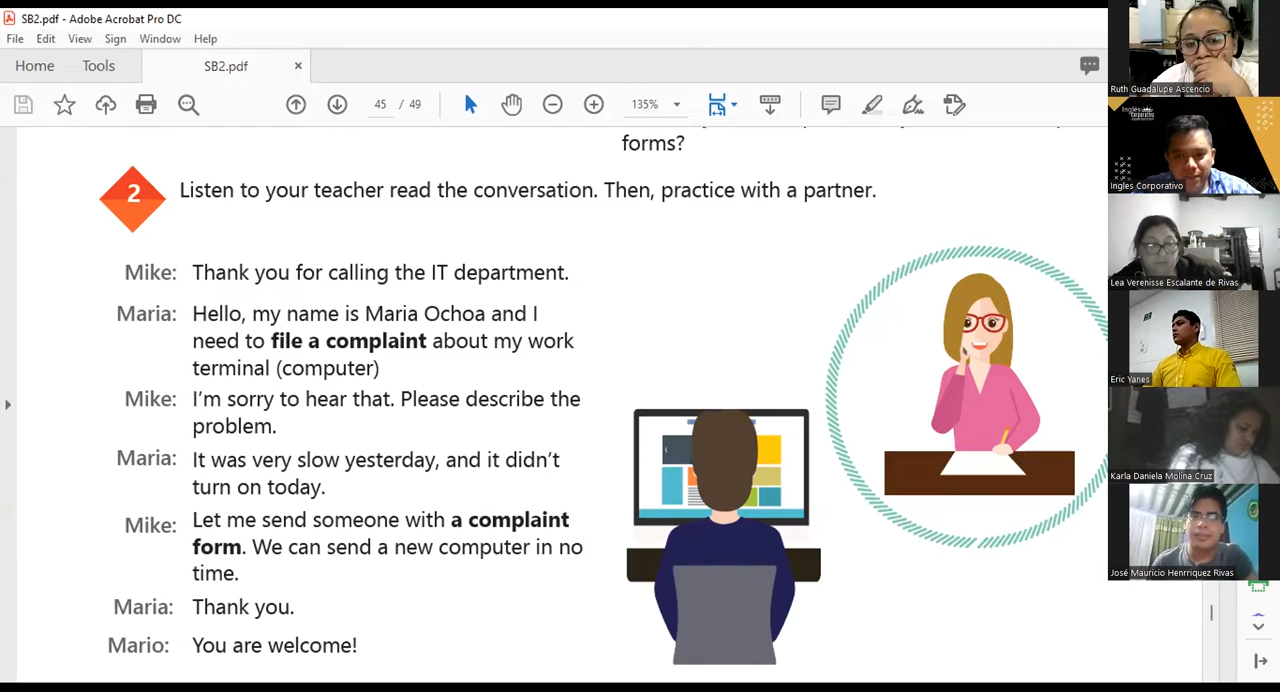 SB2.pdf - Adobe Acrobat Pro DC
File Edit View Sign Window Help
Home Tools SB2.pdf ×
45 / 49 135%
forms?
2 Listen to your teacher read the conversation. Then, practice with a partner.
Mike: Thank you for calling the IT department.
Maria: Hello, my name is Maria Ochoa and I
need to file a complaint about my work
terminal (computer)
Mike: I'm sorry to hear that. Please describe the
problem.
Maria: It was very slow yesterday, and it didn't
turn on today.
Mike: Let me send someone with a complaint
form. We can send a new computer in no
time.
Maria: Thank you.
Mario: You are welcome!
Ruth Guadalupe Ascencio
Ingles Corporativo
Lea Verenisse Escalante de Rivas
Eric Yanes
Karla Daniela Molina Cruz
José Mauricio Henrriquez Rivas